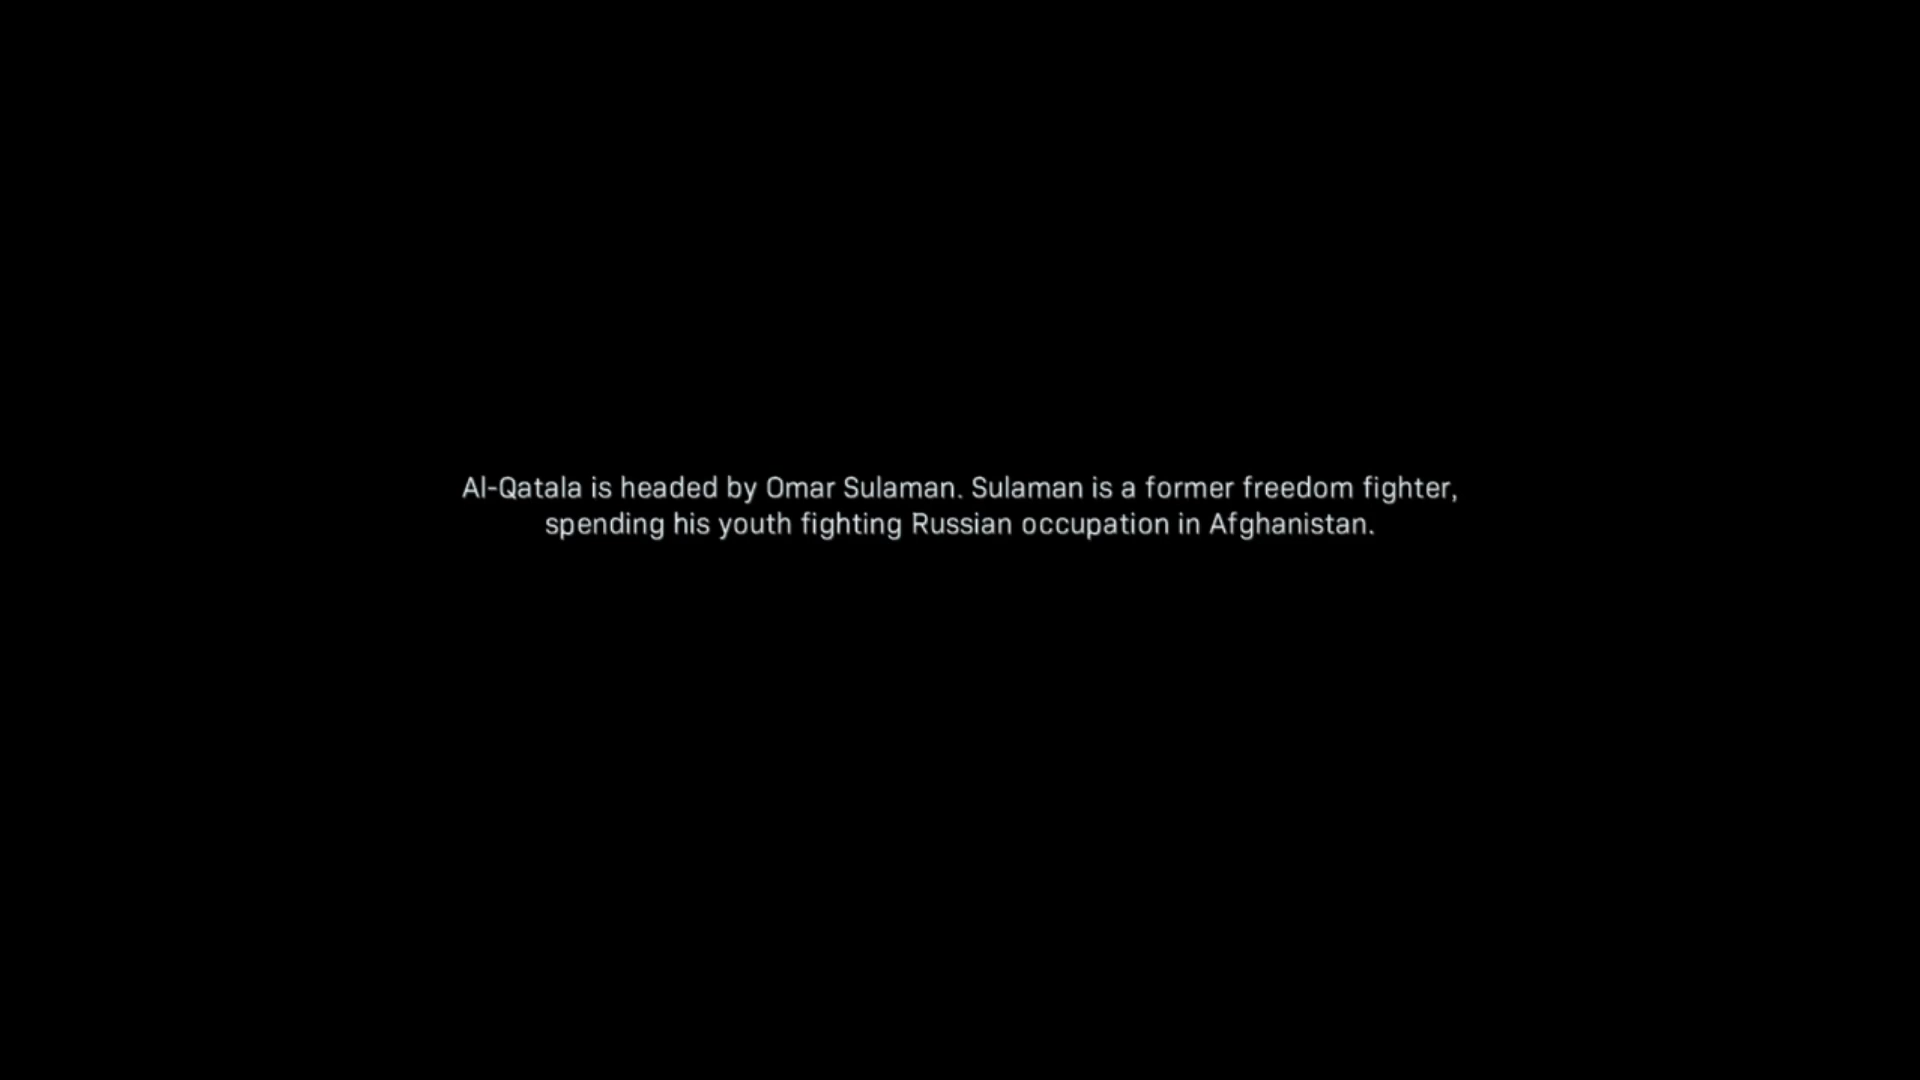 Al-Qatala is headed by Omar Sulaman. Sulaman is a former freedom fighter,
spending his youth fighting Russian occupation in Afghanistan.